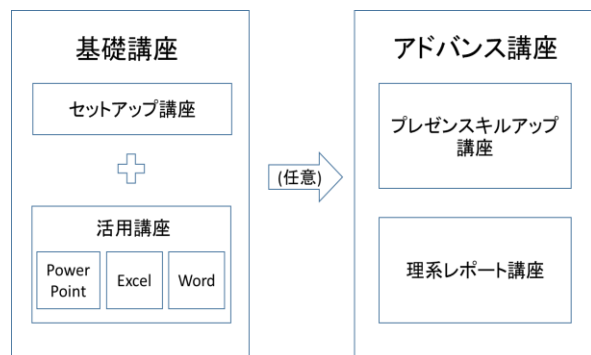 基礎講座
セットアップ講座
活用講座
Power
Point
Excel
Word
(任意)
アドバンス講座
プレゼンスキルアップ
講座
理系レポート講座